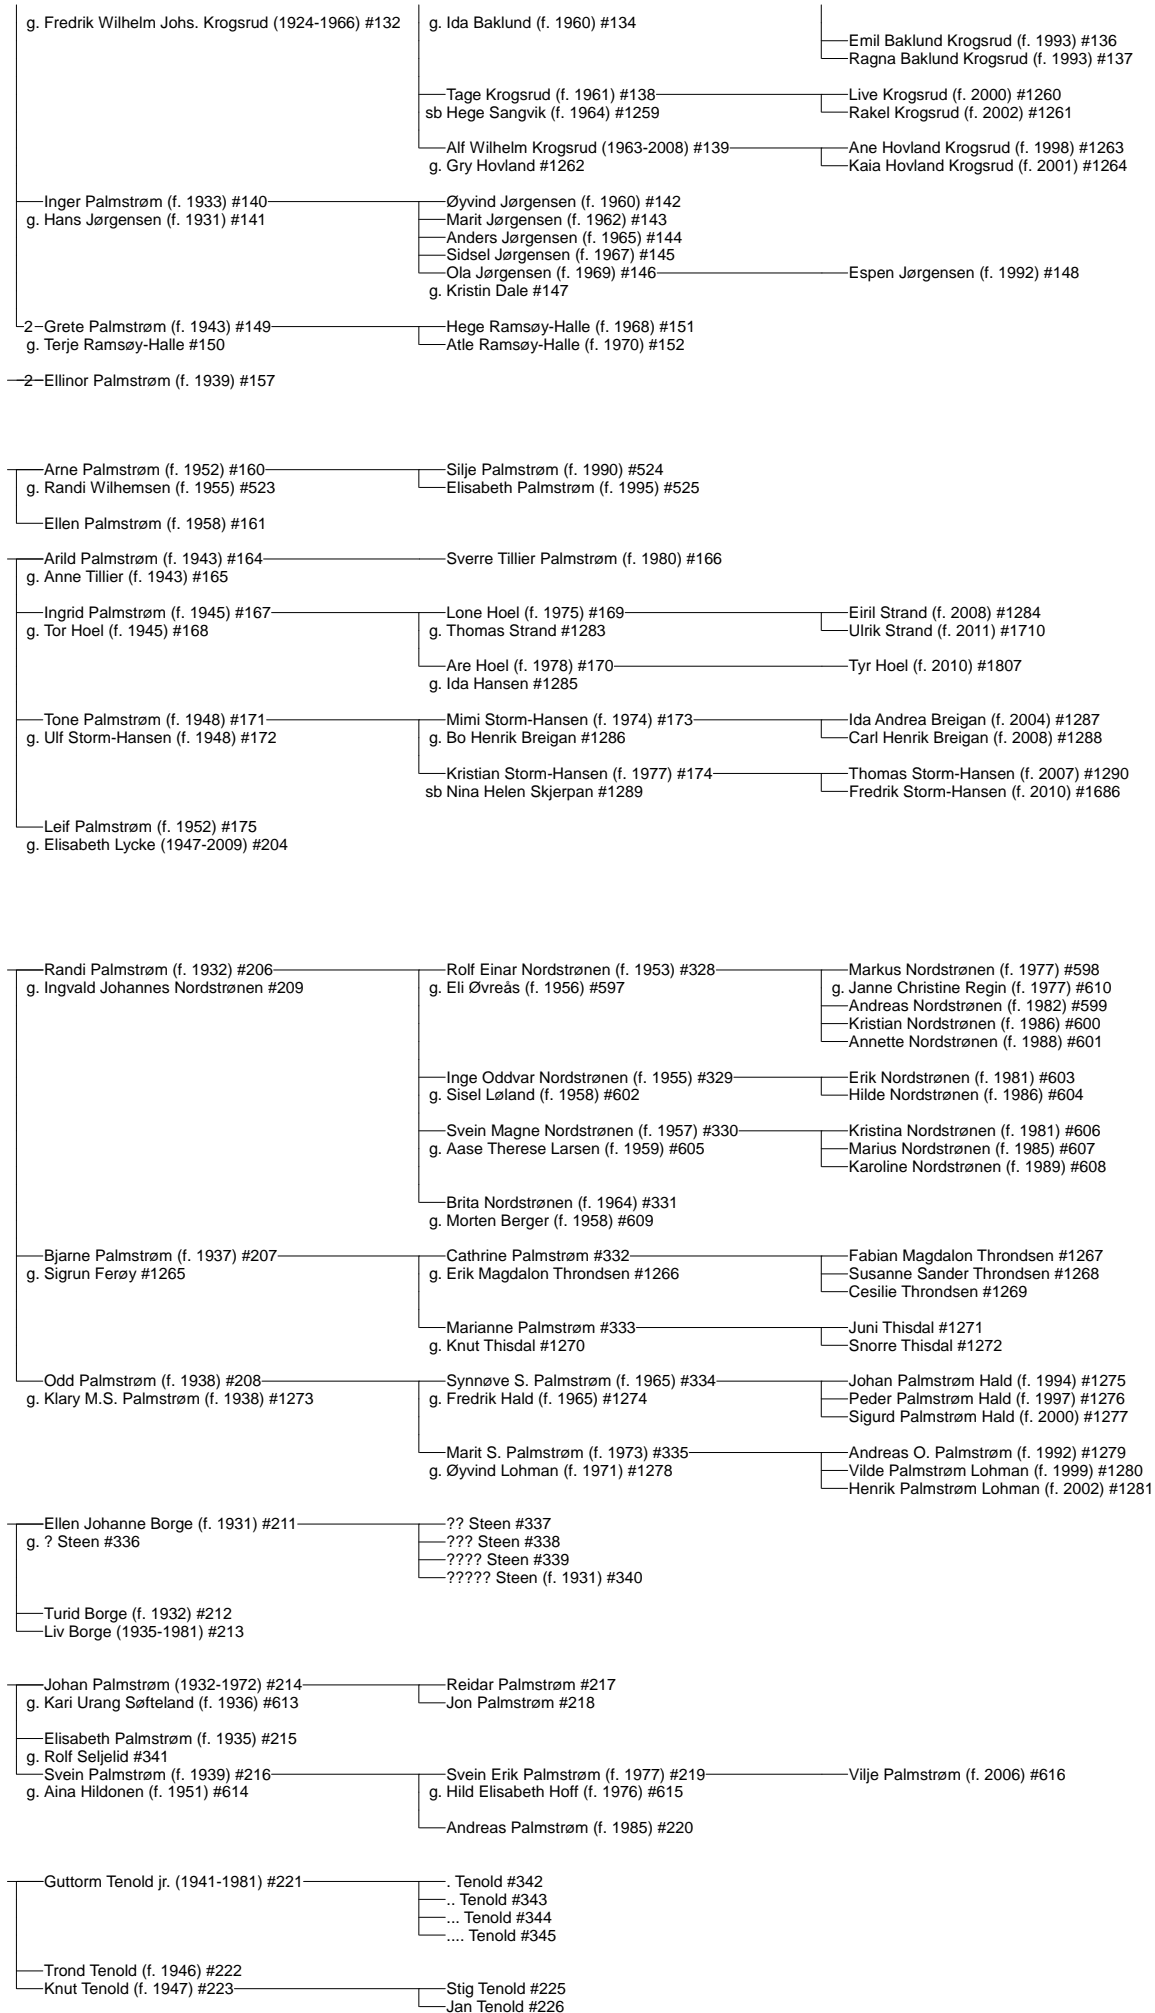 g. Fredrik Wilhelm Johs. Krogsrud (1924-1966) #132 g. Ida Baklund (f. 1960) #134
Emil Baklund Krogsrud (f. 1993) #136
Ragna Baklund Krogsrud (f. 1993) #137
Tage Krogsrud (f. 1961) #138 Live Krogsrud (f. 2000) #1260
sb Hege Sangvik (f. 1964) #1259 Rakel Krogsrud (f. 2002) #1261
Alf Wilhelm Krogsrud (1963-2008) #139 Ane Hovland Krogsrud (f. 1998) #1263
g. Gry Hovland #1262 Kaia Hovland Krogsrud (f. 2001) #1264
Inger Palmstrøm (f. 1933) #140 Øyvind Jørgensen (f. 1960) #142
g. Hans Jørgensen (f. 1931) #141 Marit Jørgensen (f. 1962) #143
Anders Jørgensen (f. 1965) #144
Sidsel Jørgensen (f. 1967) #145
Ola Jørgensen (f. 1969) #146 Espen Jørgensen (f. 1992) #148
g. Kristin Dale #147
2 Grete Palmstrøm (f. 1943) #149 Hege Ramsøy-Halle (f. 1968) #151
g. Terje Ramsøy-Halle #150 Atle Ramsøy-Halle (f. 1970) #152
2 Ellinor Palmstrøm (f. 1939) #157
Arne Palmstrøm (f. 1952) #160 Silje Palmstrøm (f. 1990) #524
g. Randi Wilhemsen (f. 1955) #523 Elisabeth Palmstrøm (f. 1995) #525
Ellen Palmstrøm (f. 1958) #161
Arild Palmstrøm (f. 1943) #164 Sverre Tillier Palmstrøm (f. 1980) #166
g. Anne Tillier (f. 1943) #165
Ingrid Palmstrøm (f. 1945) #167 Lone Hoel (f. 1975) #169 Eiril Strand (f. 2008) #1284
g. Tor Hoel (f. 1945) #168 g. Thomas Strand #1283 Ulrik Strand (f. 2011) #1710
Are Hoel (f. 1978) #170 Tyr Hoel (f. 2010) #1807
g. Ida Hansen #1285
Tone Palmstrøm (f. 1948) #171 Mimi Storm-Hansen (f. 1974) #173 Ida Andrea Breigan (f. 2004) #1287
g. Ulf Storm-Hansen (f. 1948) #172 g. Bo Henrik Breigan #1286 Carl Henrik Breigan (f. 2008) #1288
Kristian Storm-Hansen (f. 1977) #174 Thomas Storm-Hansen (f. 2007) #1290
sb Nina Helen Skjerpan #1289 Fredrik Storm-Hansen (f. 2010) #1686
Leif Palmstrøm (f. 1952) #175
g. Elisabeth Lycke (1947-2009) #204
Randi Palmstrøm (f. 1932) #206 Rolf Einar Nordstrønen (f. 1953) #328 Markus Nordstrønen (f. 1977) #598
g. Ingvald Johannes Nordstrønen #209 g. Eli Øvreås (f. 1956) #597 g. Janne Christine Regin (f. 1977) #610
Andreas Nordstrønen (f. 1982) #599
Kristian Nordstrønen (f. 1986) #600
Annette Nordstrønen (f. 1988) #601
Inge Oddvar Nordstrønen (f. 1955) #329 Erik Nordstrønen (f. 1981) #603
g. Sisel Løland (f. 1958) #602 Hilde Nordstrønen (f. 1986) #604
Svein Magne Nordstrønen (f. 1957) #330 Kristina Nordstrønen (f. 1981) #606
g. Aase Therese Larsen (f. 1959) #605 Marius Nordstrønen (f. 1985) #607
Karoline Nordstrønen (f. 1989) #608
Brita Nordstrønen (f. 1964) #331
g. Morten Berger (f. 1958) #609
Bjarne Palmstrøm (f. 1937) #207 Cathrine Palmstrøm #332 Fabian Magdalon Throndsen #1267
g. Sigrun Ferøy #1265 g. Erik Magdalon Throndsen #1266 Susanne Sander Throndsen #1268
Cesilie Throndsen #1269
Marianne Palmstrøm #333 Juni Thisdal #1271
g. Knut Thisdal #1270 Snorre Thisdal #1272
Odd Palmstrøm (f. 1938) #208 Synnøve S. Palmstrøm (f. 1965) #334 Johan Palmstrøm Hald (f. 1994) #1275
g. Klary M.S. Palmstrøm (f. 1938) #1273 g. Fredrik Hald (f. 1965) #1274 Peder Palmstrøm Hald (f. 1997) #1276
Sigurd Palmstrøm Hald (f. 2000) #1277
Marit S. Palmstrøm (f. 1973) #335 Andreas O. Palmstrøm (f. 1992) #1279
g. Øyvind Lohman (f. 1971) #1278 Vilde Palmstrøm Lohman (f. 1999) #1280
Henrik Palmstrøm Lohman (f. 2002) #1281
Ellen Johanne Borge (f. 1931) #211 ?? Steen #337
g. ? Steen #336 ??? Steen #338
???? Steen #339
????? Steen (f. 1931) #340
Turid Borge (f. 1932) #212
Liv Borge (1935-1981) #213
Johan Palmstrøm (1932-1972) #214 Reidar Palmstrøm #217
g. Kari Urang Søfteland (f. 1936) #613 Jon Palmstrøm #218
Elisabeth Palmstrøm (f. 1935) #215
g. Rolf Seljelid #341
Svein Palmstrøm (f. 1939) #216 Svein Erik Palmstrøm (f. 1977) #219 Vilje Palmstrøm (f. 2006) #616
g. Aina Hildonen (f. 1951) #614 g. Hild Elisabeth Hoff (f. 1976) #615
Andreas Palmstrøm (f. 1985) #220
Guttorm Tenold jr. (1941-1981) #221 . Tenold #342
.. Tenold #343
... Tenold #344
.... Tenold #345
Trond Tenold (f. 1946) #222
Knut Tenold (f. 1947) #223 Stig Tenold #225
Jan Tenold #226